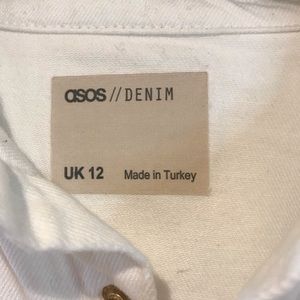 asos // DENIM
UK 12 Made in Turkey